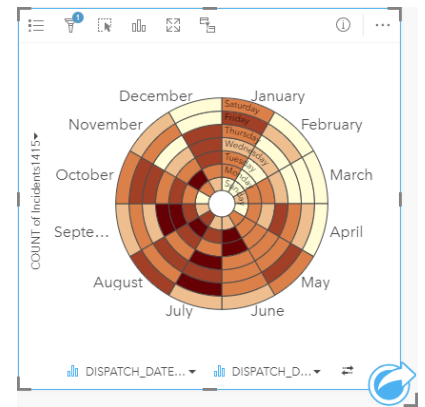 1
December
January
November
February
October
March
Septe...
April
August
May
July
June
Saturday
Friday
Thursday
Wednesday
Tuesday
Monday
Sunday
COUNT of Incidents1415
DISPATCH_DATE...
DISPATCH_D...